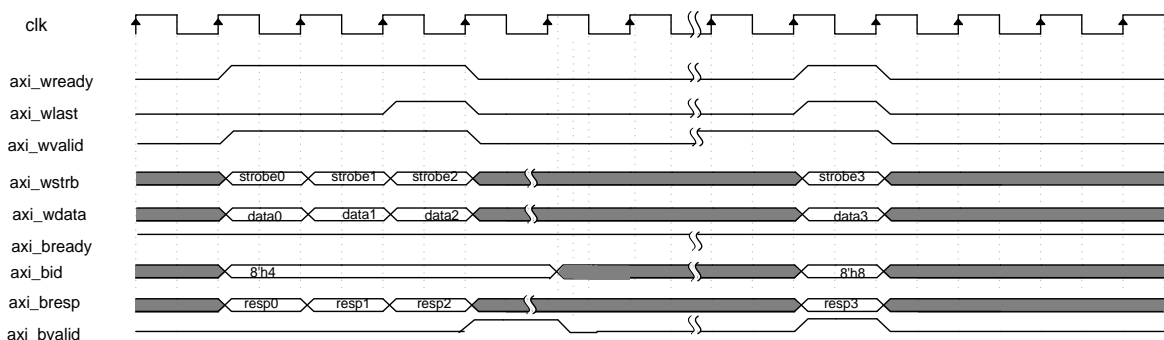 clk
axi_wready
axi_wlast
axi_wvalid
axi_wstrb strobe0 strobe1 strobe2 strobe3
axi_wdata data0 data1 data2 data3
axi_bready
axi_bid 8'h4 8'h8
axi_bresp resp0 resp1 resp2 resp3
axi_bvalid